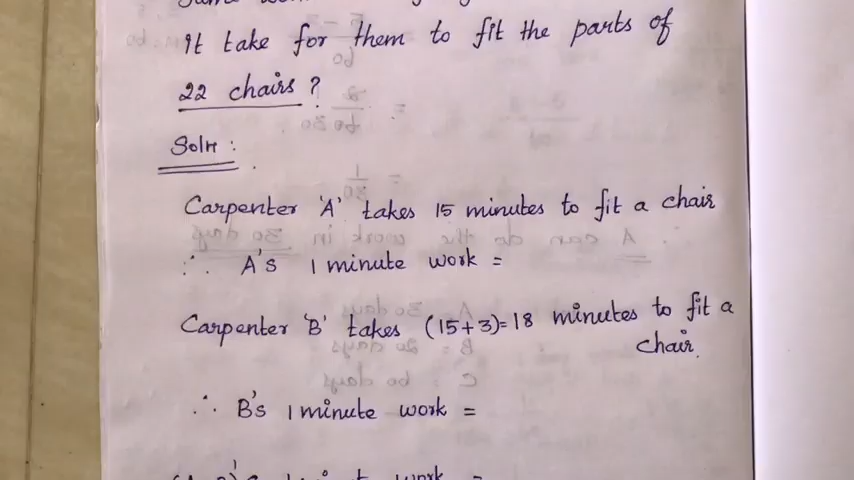 It take for them to fit the parts of
22 chairs?
Soln:
Carpenter 'A' takes 15 minutes to fit a chair
∴ A's 1 minute work =
Carpenter 'B' takes (15+3)=18 minutes to fit a
chair.
∴ B's 1 minute work =
work =